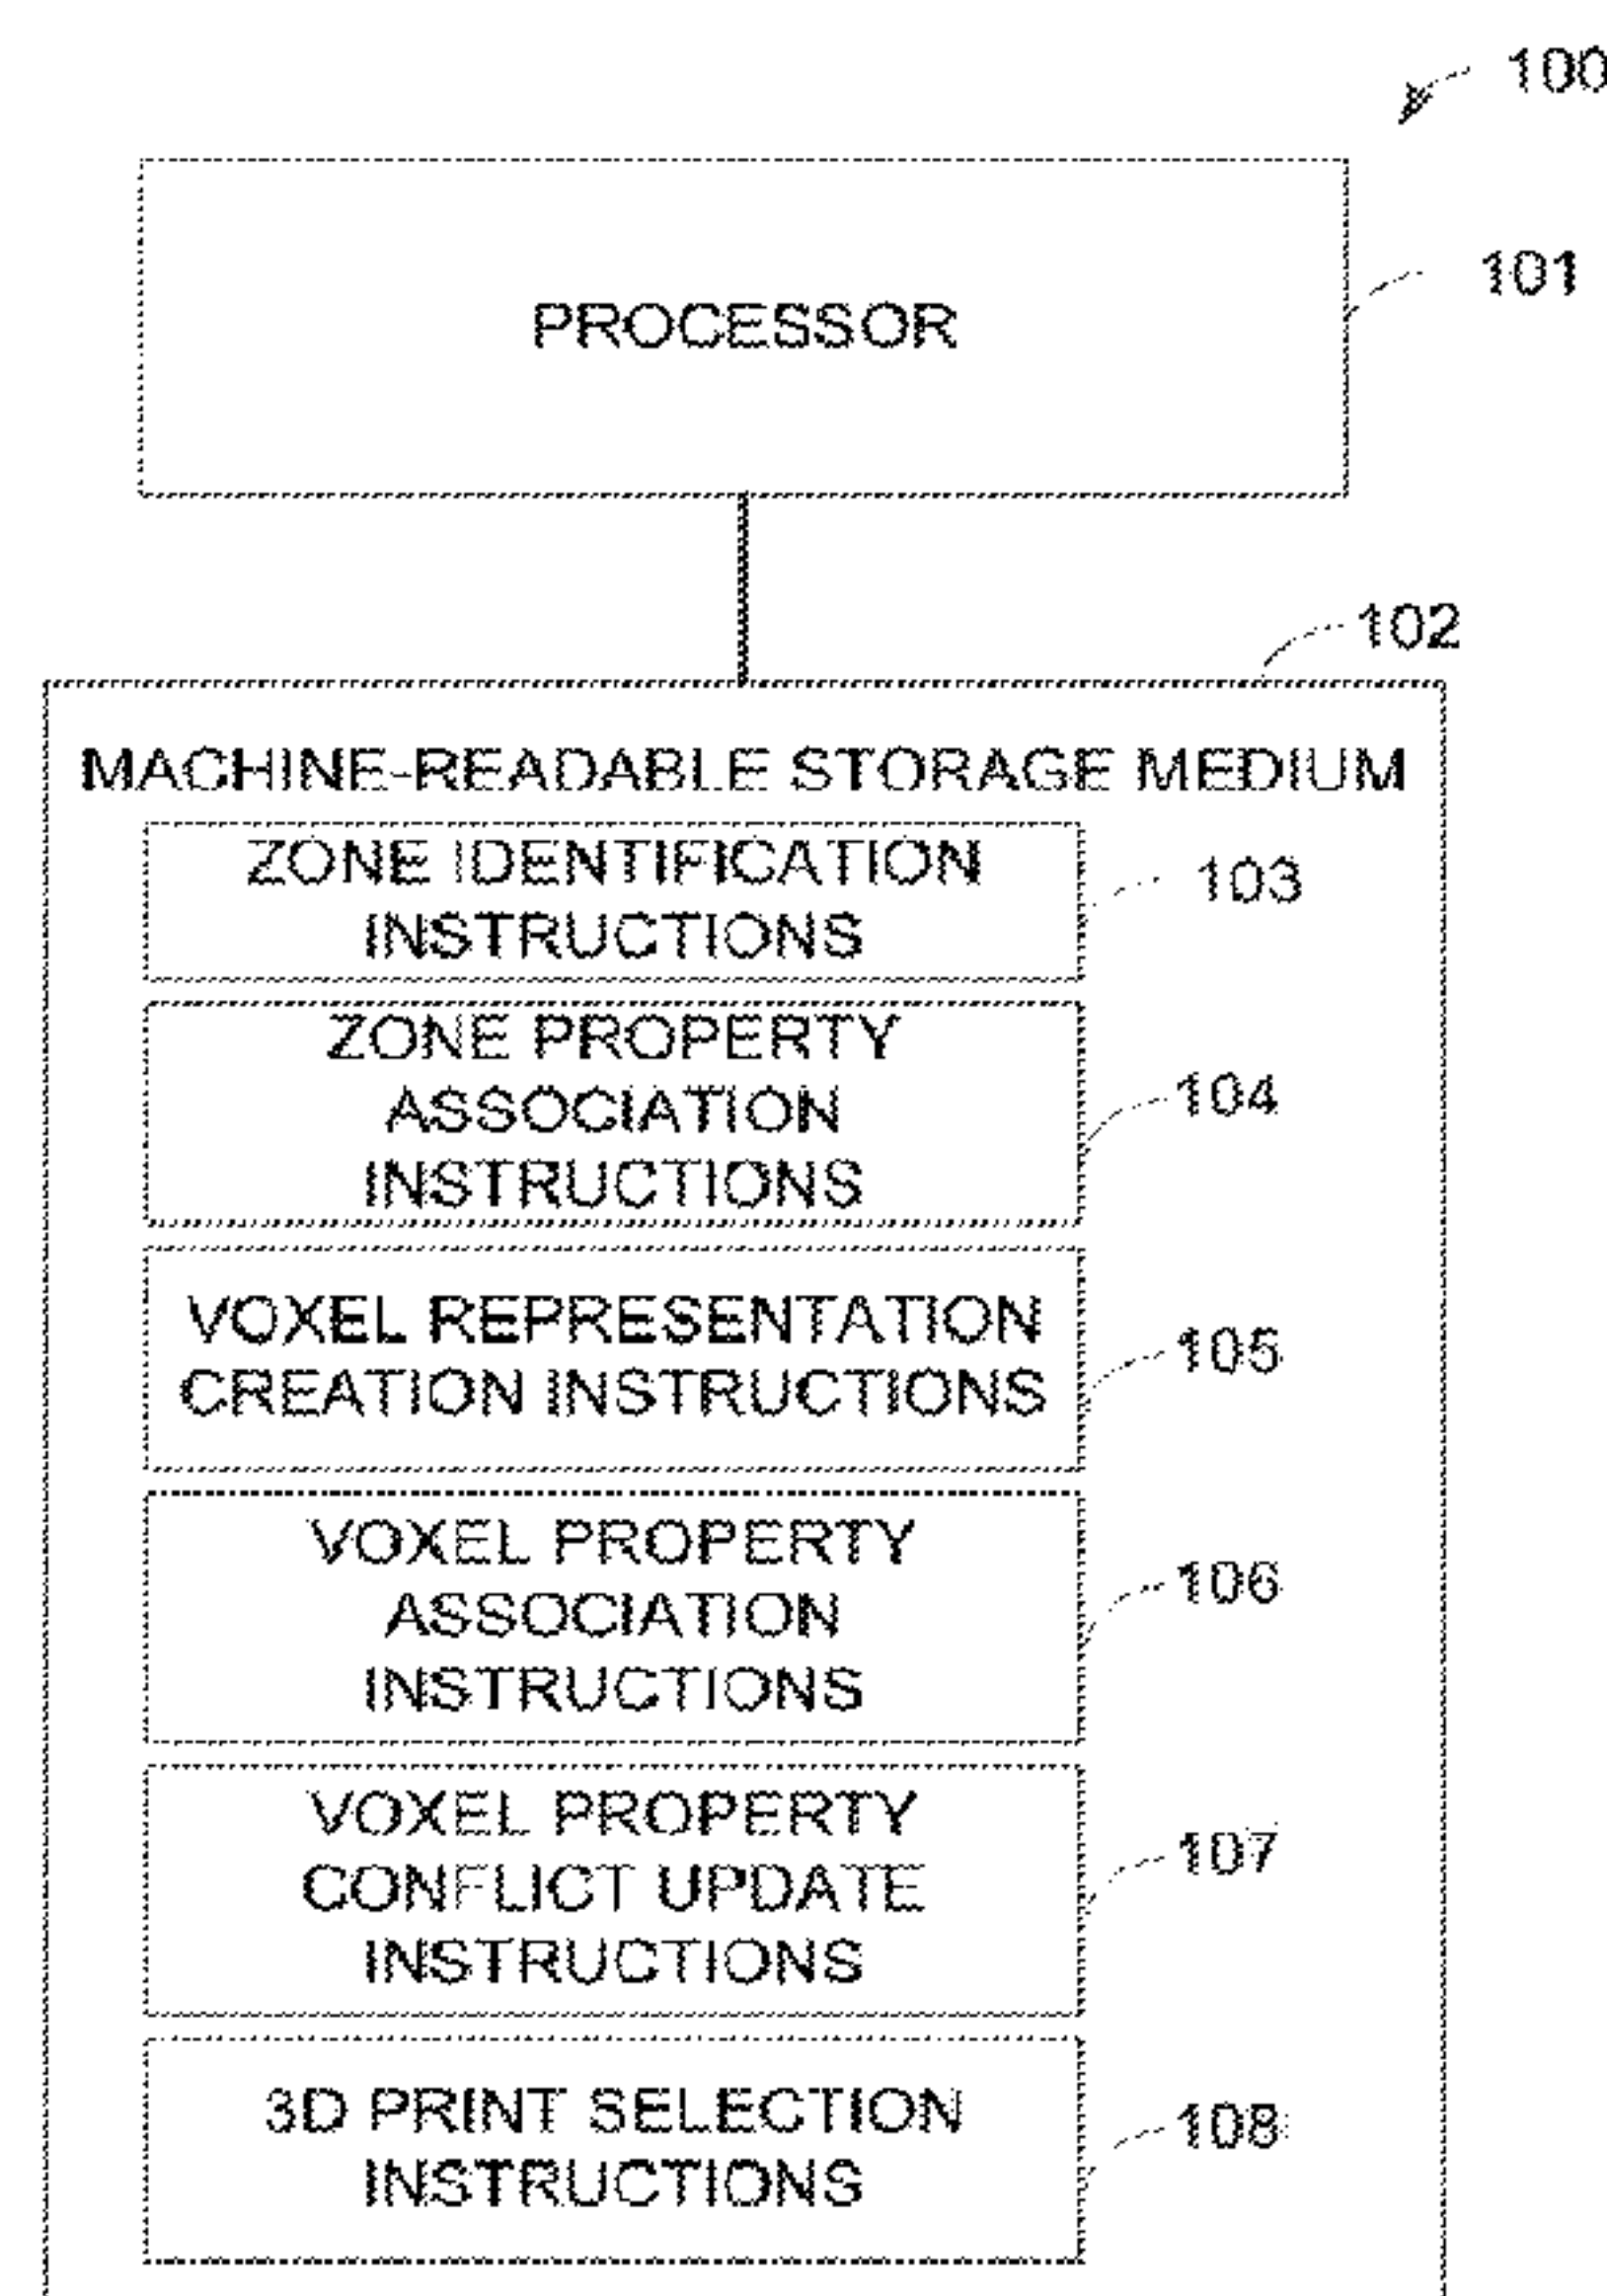 100
PROCESSOR
101
102
MACHINE-READABLE STORAGE MEDIUM
ZONE IDENTIFICATION
INSTRUCTIONS
103
ZONE PROPERTY
ASSOCIATION
INSTRUCTIONS
104
VOXEL REPRESENTATION
CREATION INSTRUCTIONS
105
VOXEL PROPERTY
ASSOCIATION
INSTRUCTIONS
106
VOXEL PROPERTY
CONFLICT UPDATE
INSTRUCTIONS
107
3D PRINT SELECTION
INSTRUCTIONS
108